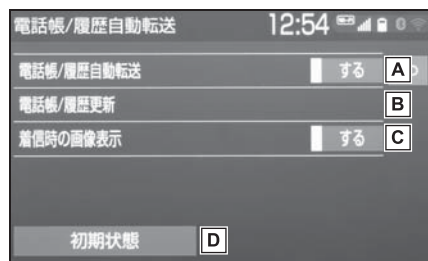 電話帳/履歴自動転送 12:54
電話帳/履歴自動転送 する A
電話帳/履歴更新 B
着信時の画像表示 する C
初期状態 D